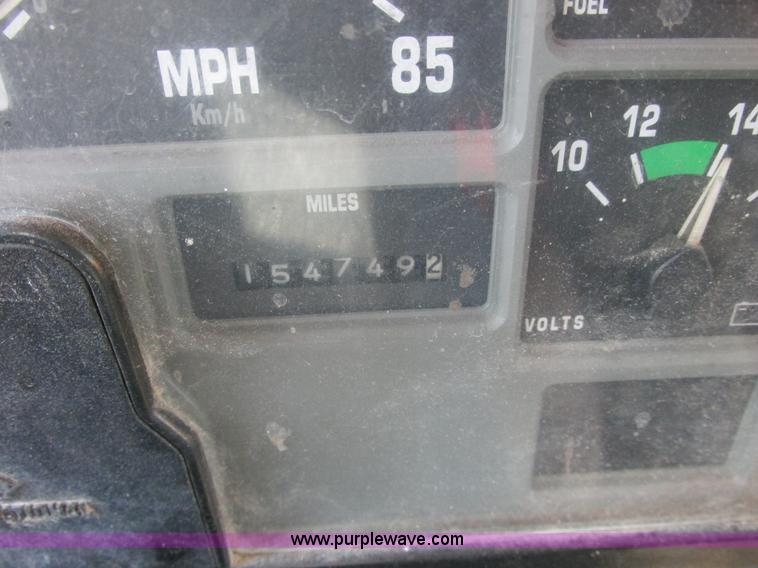 FUEL
MPH
85
Km/h
10
12
14
MILES
1547492
VOLTS
www.purplewave.com